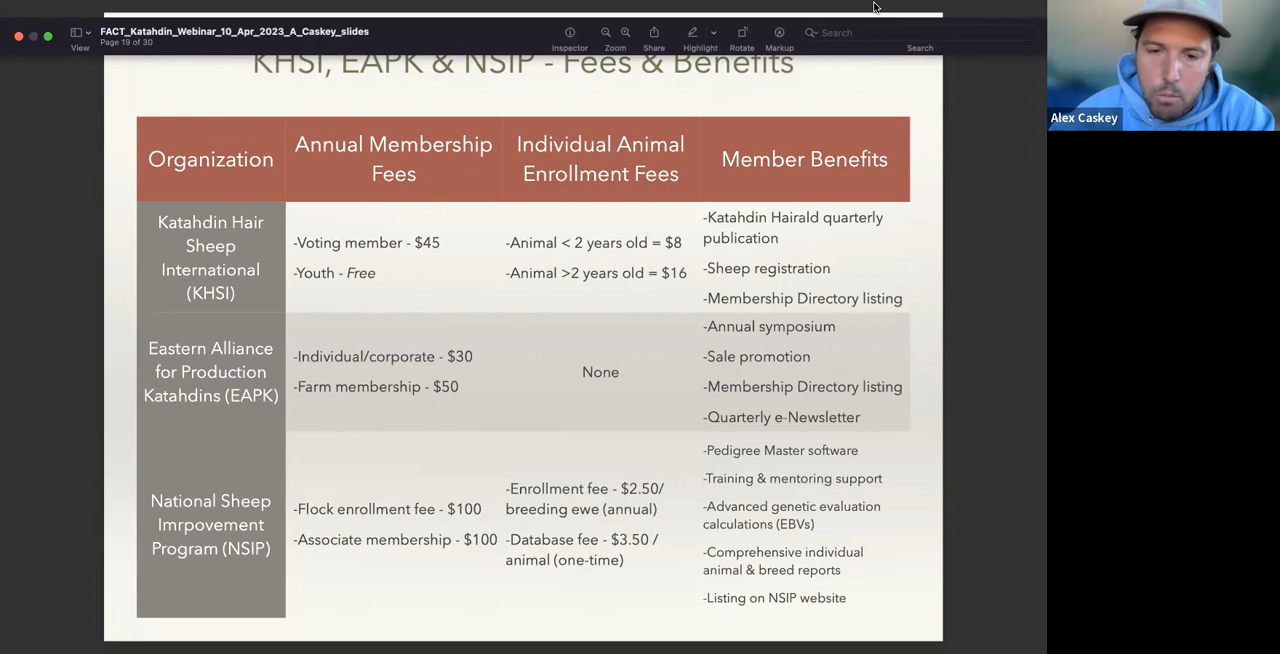 FACT_Katahdin_Webinar_10_Apr_2023_A_Caskey_slides
Page 19 of 30
View
Inspector
Zoom
Share
Highlight
Rotate
Markup
Search
Search
Alex Caskey
KHSI, EAPK & NSIP - Fees & Benefits
Organization
Annual Membership
Fees
Individual Animal
Enrollment Fees
Member Benefits
Katahdin Hair
Sheep
International
(KHSI)
-Voting member - $45
-Youth - Free
-Animal < 2 years old = $8
-Animal >2 years old = $16
-Katahdin Hairald quarterly
publication
-Sheep registration
-Membership Directory listing
Eastern Alliance
for Production
Katahdins (EAPK)
-Individual/corporate - $30
-Farm membership - $50
None
-Annual symposium
-Sale promotion
-Membership Directory listing
-Quarterly e-Newsletter
National Sheep
Imrpovement
Program (NSIP)
-Flock enrollment fee - $100
-Associate membership - $100
-Enrollment fee - $2.50/
breeding ewe (annual)
-Database fee - $3.50 /
animal (one-time)
-Pedigree Master software
-Training & mentoring support
-Advanced genetic evaluation
calculations (EBVs)
-Comprehensive individual
animal & breed reports
-Listing on NSIP website